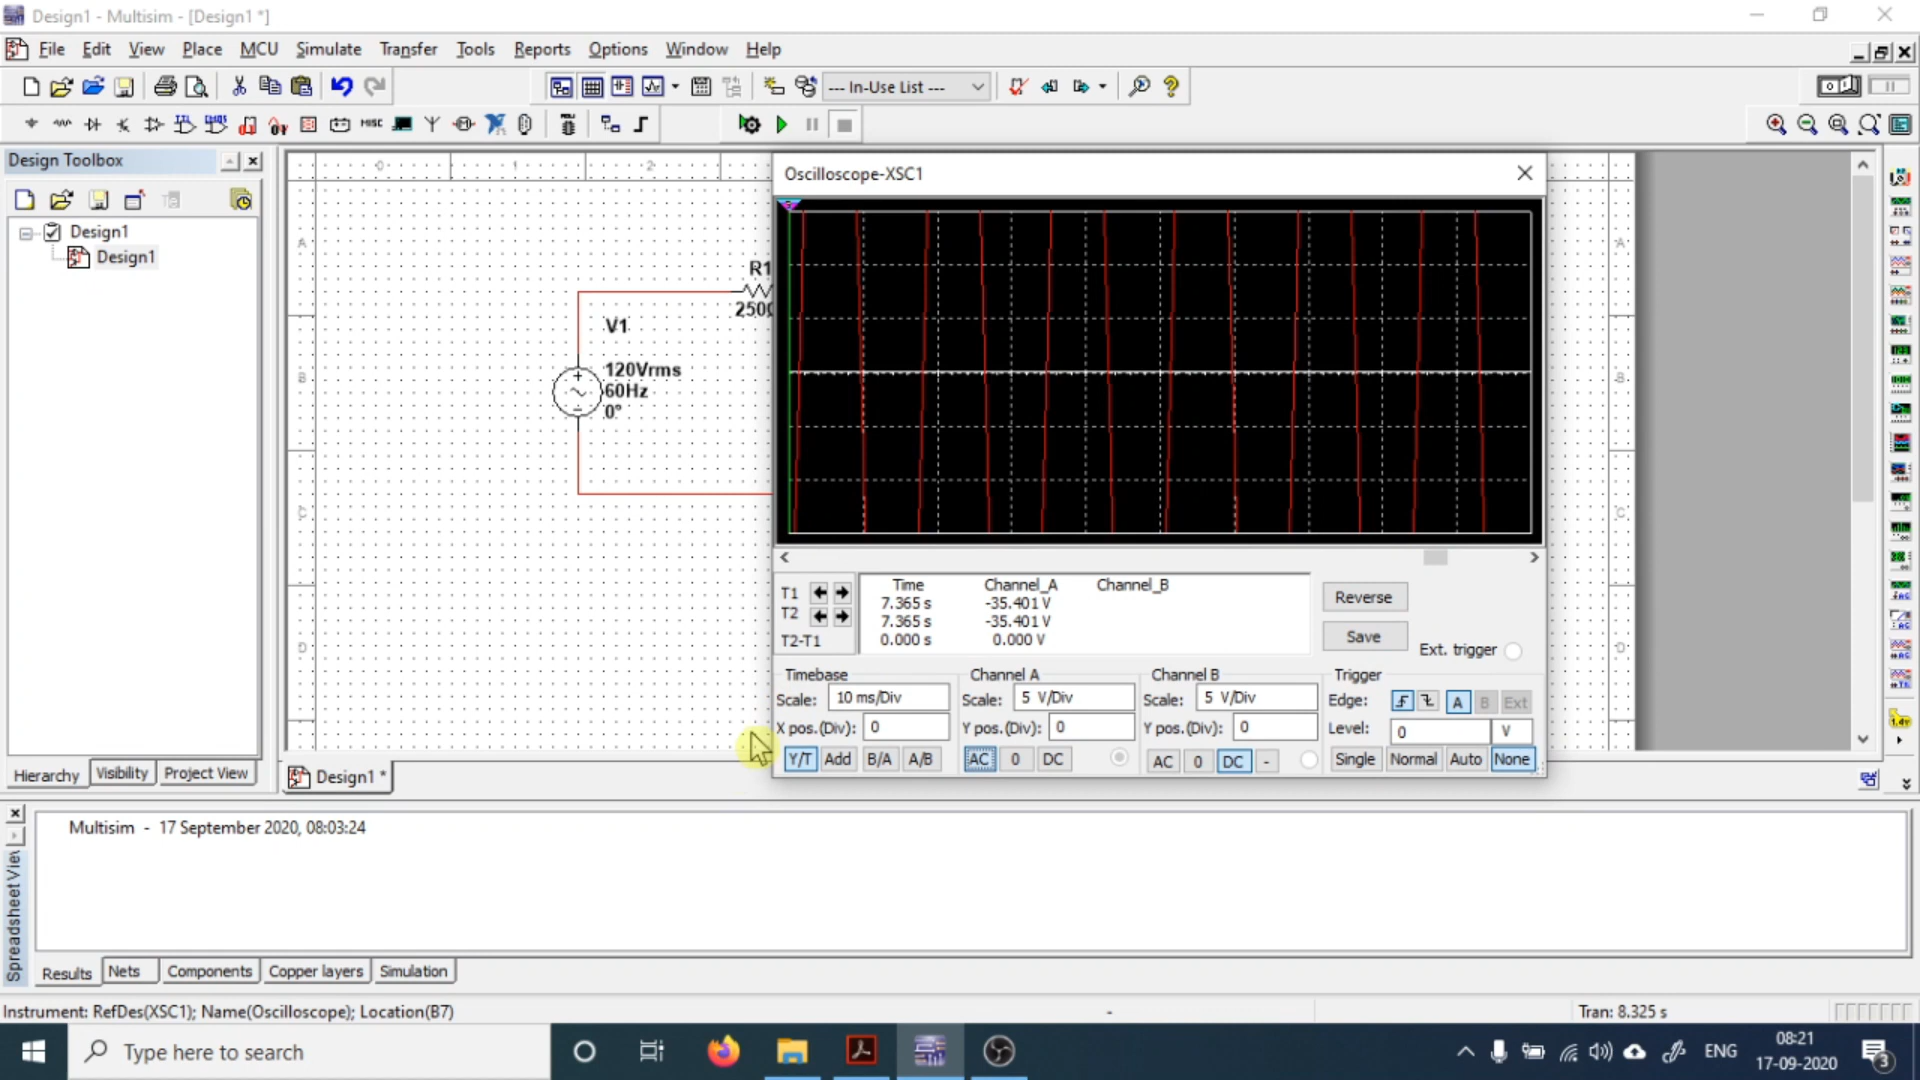 Design1 - Multisim - [Design1 *]
File Edit View Place MCU Simulate Transfer Tools Reports Options Window Help
--- In-Use List ---
MISC
Design Toolbox
Design1
Design1
0 1 2
A
B
C
D
A
B
C
D
R1
250
V1
120Vrms
60Hz
0°
Oscilloscope-XSC1
T1
T2
T2-T1
Time Channel_A Channel_B
7.365 s -35.401 V
7.365 s -35.401 V
0.000 s 0.000 V
Reverse
Save
Ext. trigger
Timebase
Scale: 10 ms/Div
X pos.(Div): 0
Y/T Add B/A A/B
Channel A
Scale: 5 V/Div
Y pos.(Div): 0
AC 0 DC
Channel B
Scale: 5 V/Div
Y pos.(Div): 0
AC 0 DC -
Trigger
Edge: A B Ext
Level: 0 V
Single Normal Auto None
Hierarchy Visibility Project View
Design1 *
Multisim - 17 September 2020, 08:03:24
Spreadsheet View
Results Nets Components Copper layers Simulation
Instrument: RefDes(XSC1); Name(Oscilloscope); Location(B7)
-
Tran: 8.325 s
Type here to search
ENG
08:21
17-09-2020
3